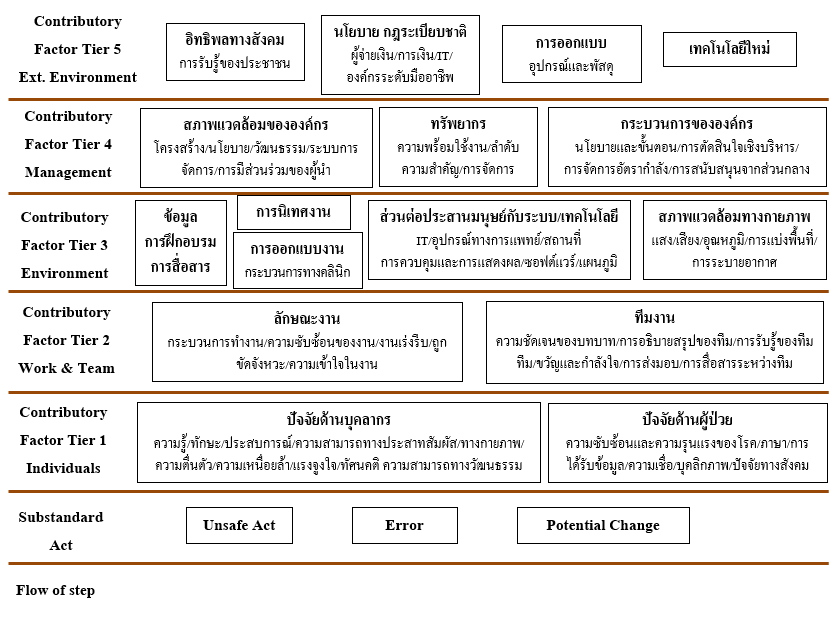 Contributory
Factor Tier 5
Ext. Environment
อิทธิพลทางสังคม
การรับรู้ของประชาชน
นโยบาย กฎระเบียบชาติ
ผู้จ่ายเงิน/การเงิน/IT/
องค์กรระดับมืออาชีพ
การออกแบบ
อุปกรณ์และพัสดุ
เทคโนโลยีใหม่
Contributory
Factor Tier 4
Management
สภาพแวดล้อมขององค์กร
โครงสร้าง/นโยบาย/วัฒนธรรม/ระบบการ
จัดการ/การมีส่วนร่วมของผู้นำ
ทรัพยากร
ความพร้อมใช้งาน/ลำดับ
ความสำคัญ/การจัดการ
กระบวนการขององค์กร
นโยบายและขั้นตอน/การตัดสินใจเชิงบริหาร/
การจัดการอัตรากำลัง/การสนับสนุนจากส่วนกลาง
Contributory
Factor Tier 3
Environment
ข้อมูล
การฝึกอบรม
การสื่อสาร
การนิเทศงาน
การออกแบบงาน
กระบวนการทางคลินิก
ส่วนต่อประสานมนุษย์กับระบบ/เทคโนโลยี
IT/อุปกรณ์ทางการแพทย์/สถานที่
การควบคุมและการแสดงผล/ซอฟต์แวร์/แผนภูมิ
สภาพแวดล้อมทางกายภาพ
แสง/เสียง/อุณหภูมิ/การแบ่งพื้นที่/
การระบายอากาศ
Contributory
Factor Tier 2
Work & Team
ลักษณะงาน
กระบวนการทำงาน/ความซับซ้อนของงาน/งานเร่งรีบ/ถูก
ขัดจังหวะ/ความเข้าใจในงาน
ทีมงาน
ความชัดเจนของบทบาท/การอธิบายสรุปของทีม/การรับรู้ของทีม
ทีม/ขวัญและกำลังใจ/การส่งมอบ/การสื่อสารระหว่างทีม
Contributory
Factor Tier 1
Individuals
ปัจจัยด้านบุคลากร
ความรู้/ทักษะ/ประสบการณ์/ความสามารถทางประสาทสัมผัส/ทางกายภาพ/
ความตื่นตัว/ความเหนื่อยล้า/แรงจูงใจ/ทัศนคติ ความสามารถทางวัฒนธรรม
ปัจจัยด้านผู้ป่วย
ความซับซ้อนและความรุนแรงของโรค/ภาษา/การ
ได้รับข้อมูล/ความเชื่อ/บุคลิกภาพ/ปัจจัยทางสังคม
Substandard
Act
Unsafe Act
Error
Potential Change
Flow of step